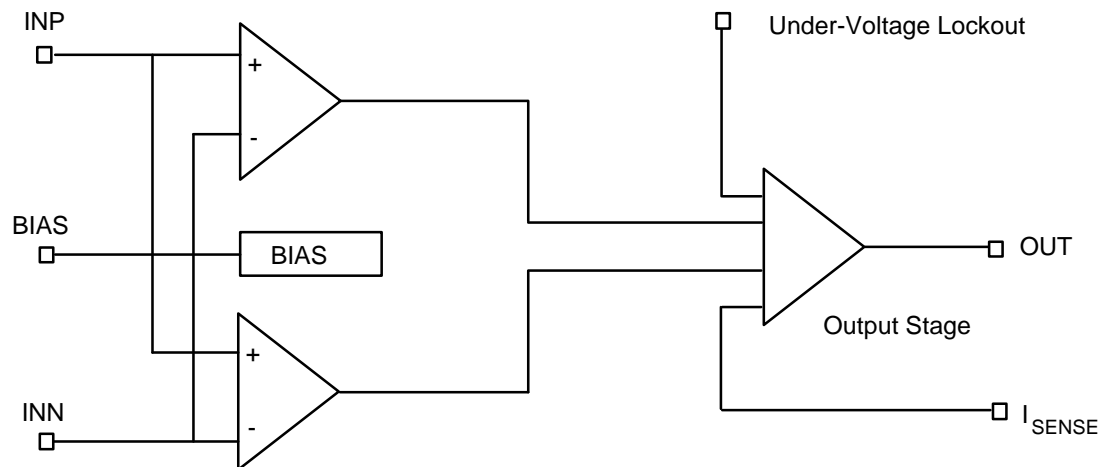 INP
Under-Voltage Lockout
+
-
BIAS
BIAS
OUT
Output Stage
+
-
INN
I SENSE